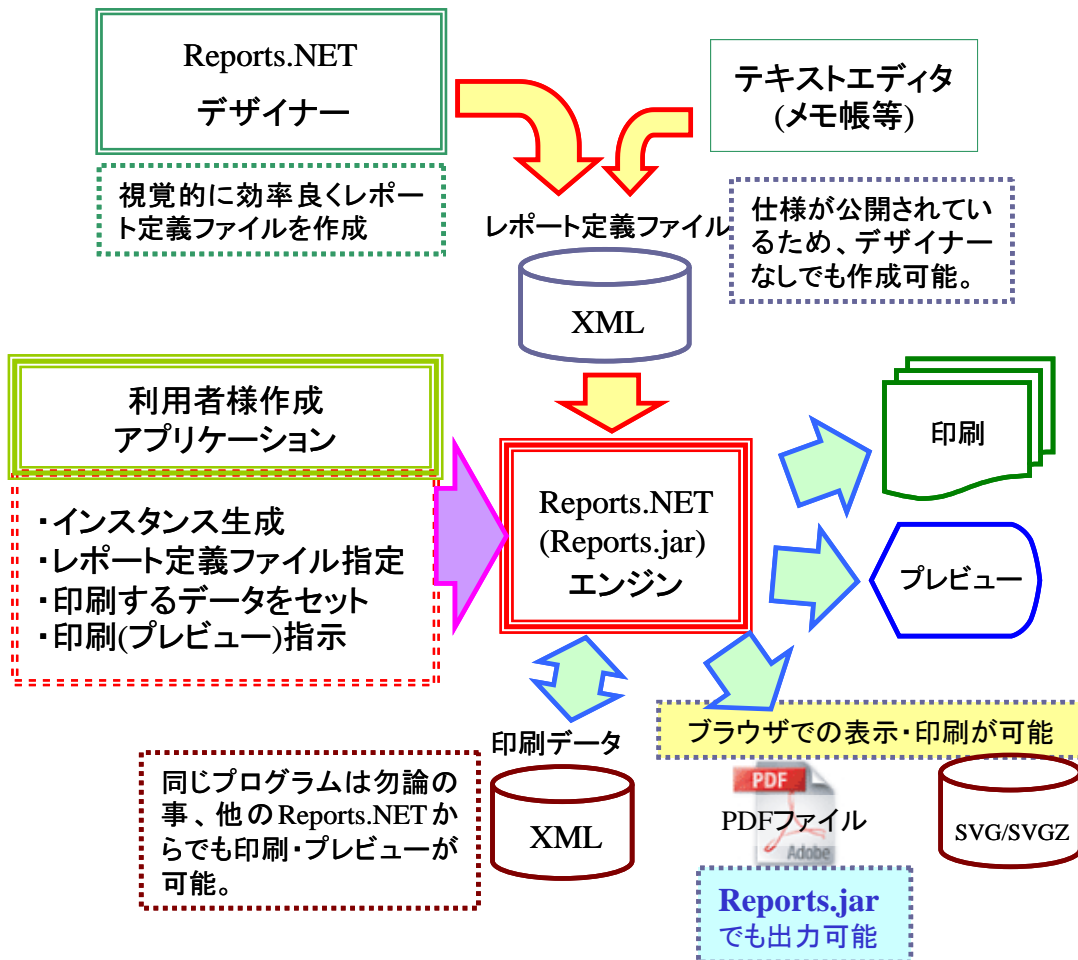 Reports.NET
デザイナー
テキストエディタ
(メモ帳等)
視覚的に効率良くレポー
ト定義ファイルを作成
レポート定義ファイル
仕様が公開されてい
るため、デザイナー
なしでも作成可能。
XML
利用者様作成
アプリケーション
・インスタンス生成
・レポート定義ファイル指定
・印刷するデータをセット
・印刷(プレビュー)指示
Reports.NET
(Reports.jar)
エンジン
印刷
プレビュー
印刷データ
XML
同じプログラムは勿論の
事、他のReports.NETか
らでも印刷・プレビューが
可能。
ブラウザでの表示・印刷が可能
PDF
PDFファイル
Adobe
SVG/SVGZ
Reports.jar
でも出力可能